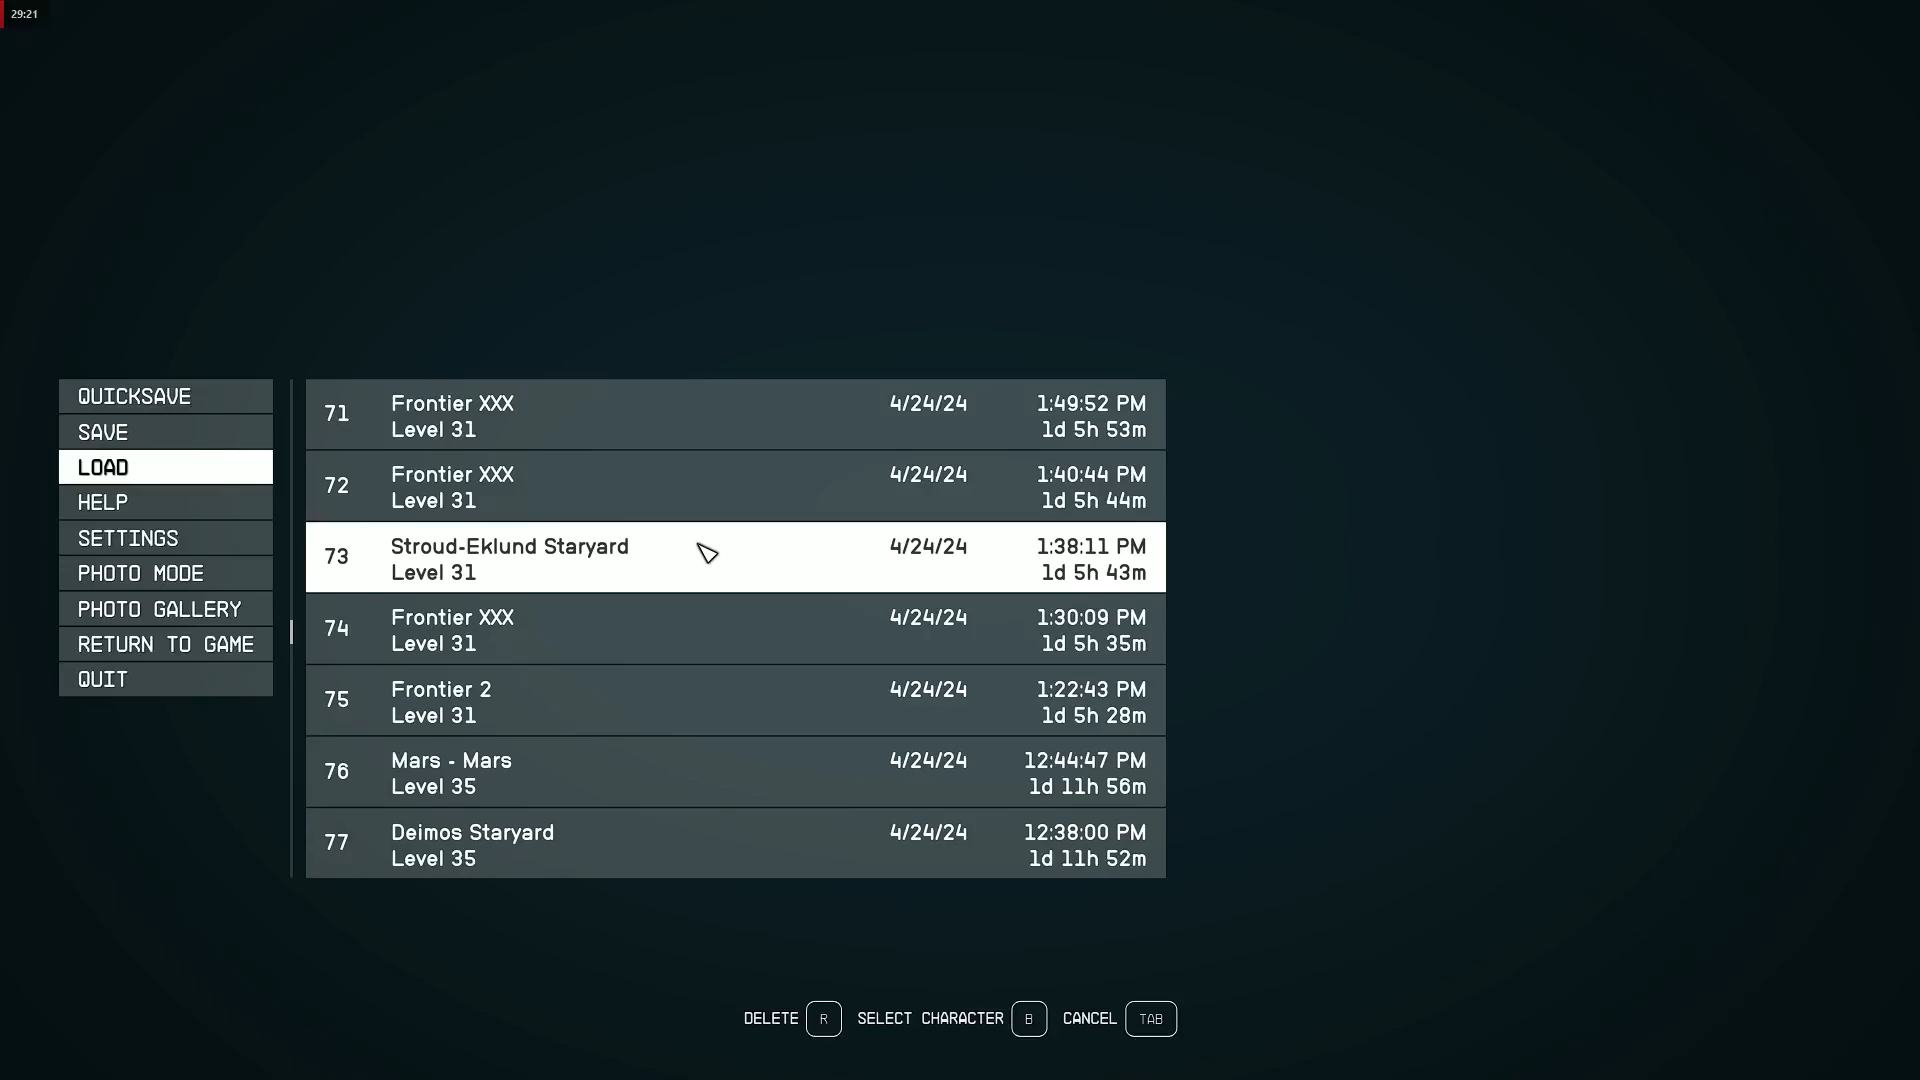 29:21
QUICKSAVE
SAVE
LOAD
HELP
SETTINGS
PHOTO MODE
PHOTO GALLERY
RETURN TO GAME
QUIT
71 Frontier XXX 4/24/24 1:49:52 PM
Level 31 1d 5h 53m
72 Frontier XXX 4/24/24 1:40:44 PM
Level 31 1d 5h 44m
73 Stroud-Eklund Staryard 4/24/24 1:38:11 PM
Level 31 1d 5h 43m
74 Frontier XXX 4/24/24 1:30:09 PM
Level 31 1d 5h 35m
75 Frontier 2 4/24/24 1:22:43 PM
Level 31 1d 5h 28m
76 Mars - Mars 4/24/24 12:44:47 PM
Level 35 1d 11h 56m
77 Deimos Staryard 4/24/24 12:38:00 PM
Level 35 1d 11h 52m
DELETE R SELECT CHARACTER B CANCEL TAB